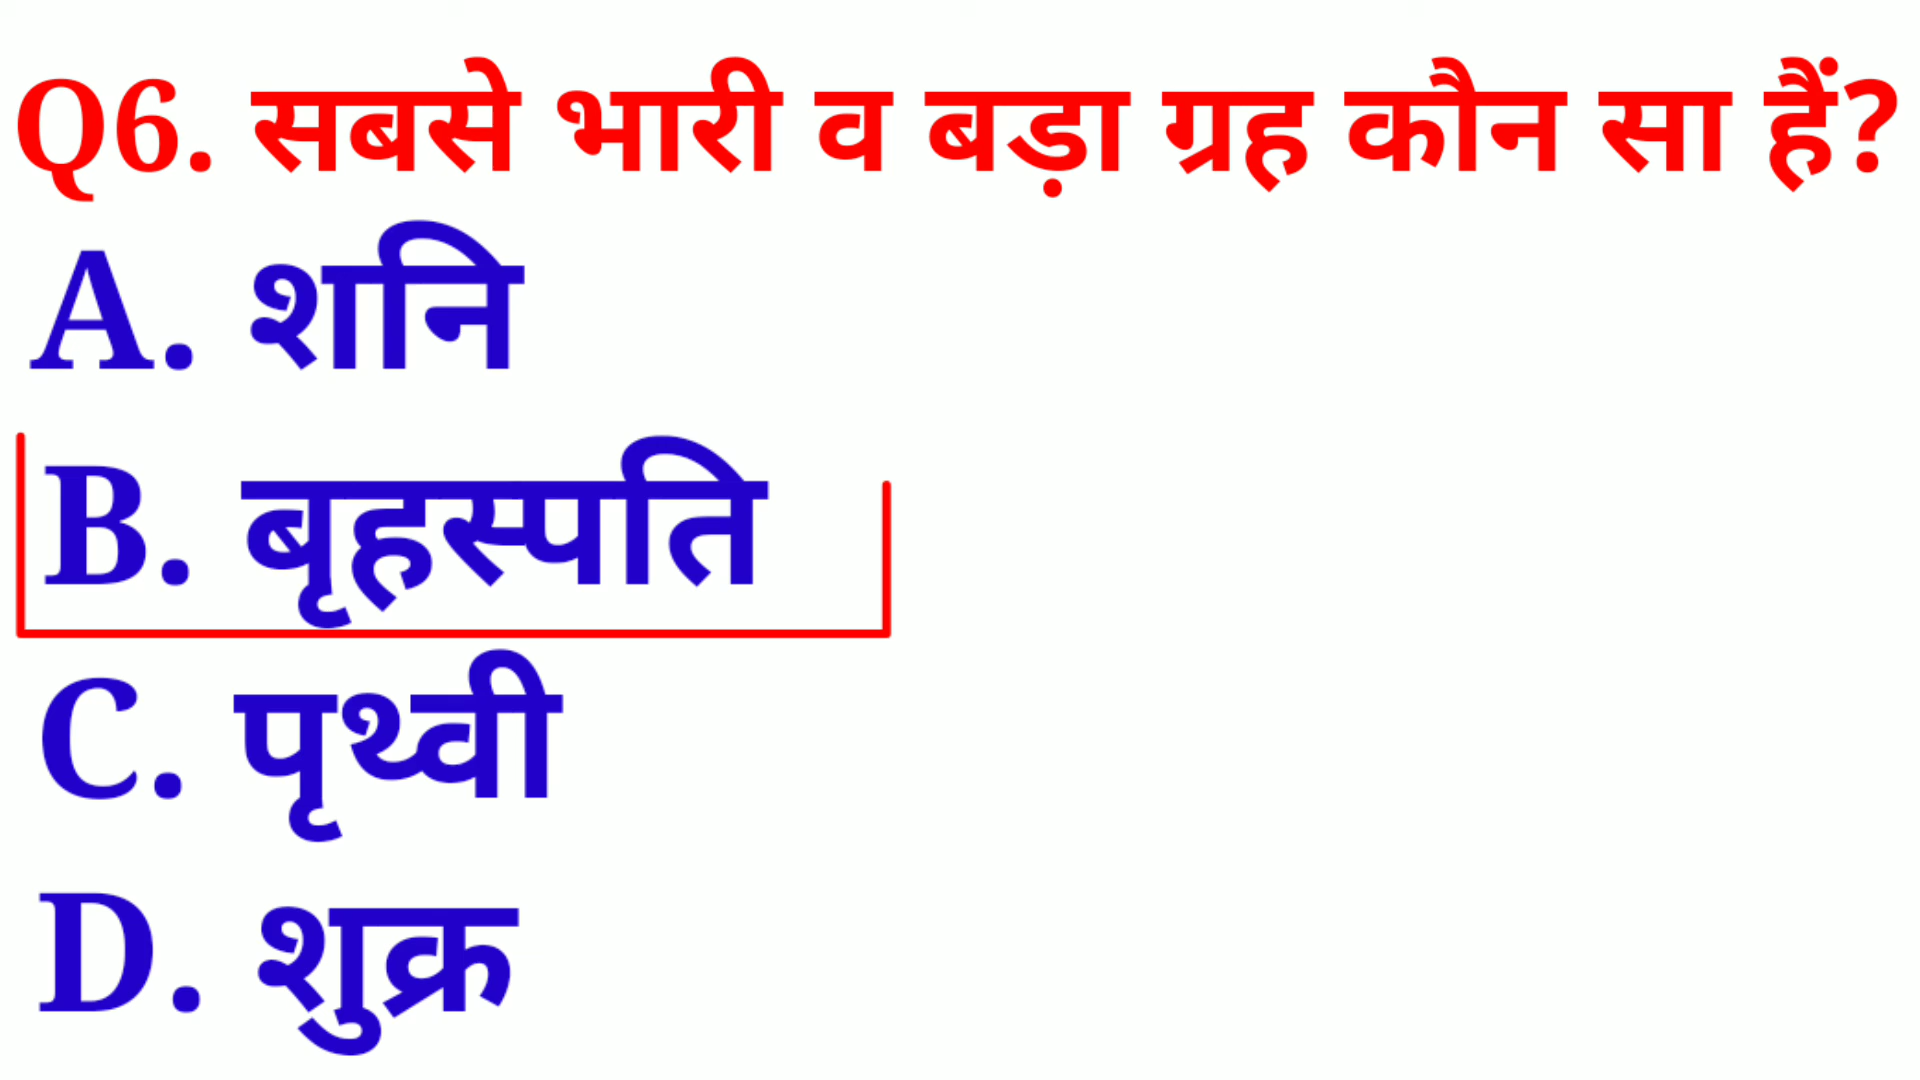 Q6. सबसे भारी व बड़ा ग्रह कौन सा हैं?
A. शनि
B. बृहस्पति
C. पृथ्वी
D. शुक्र